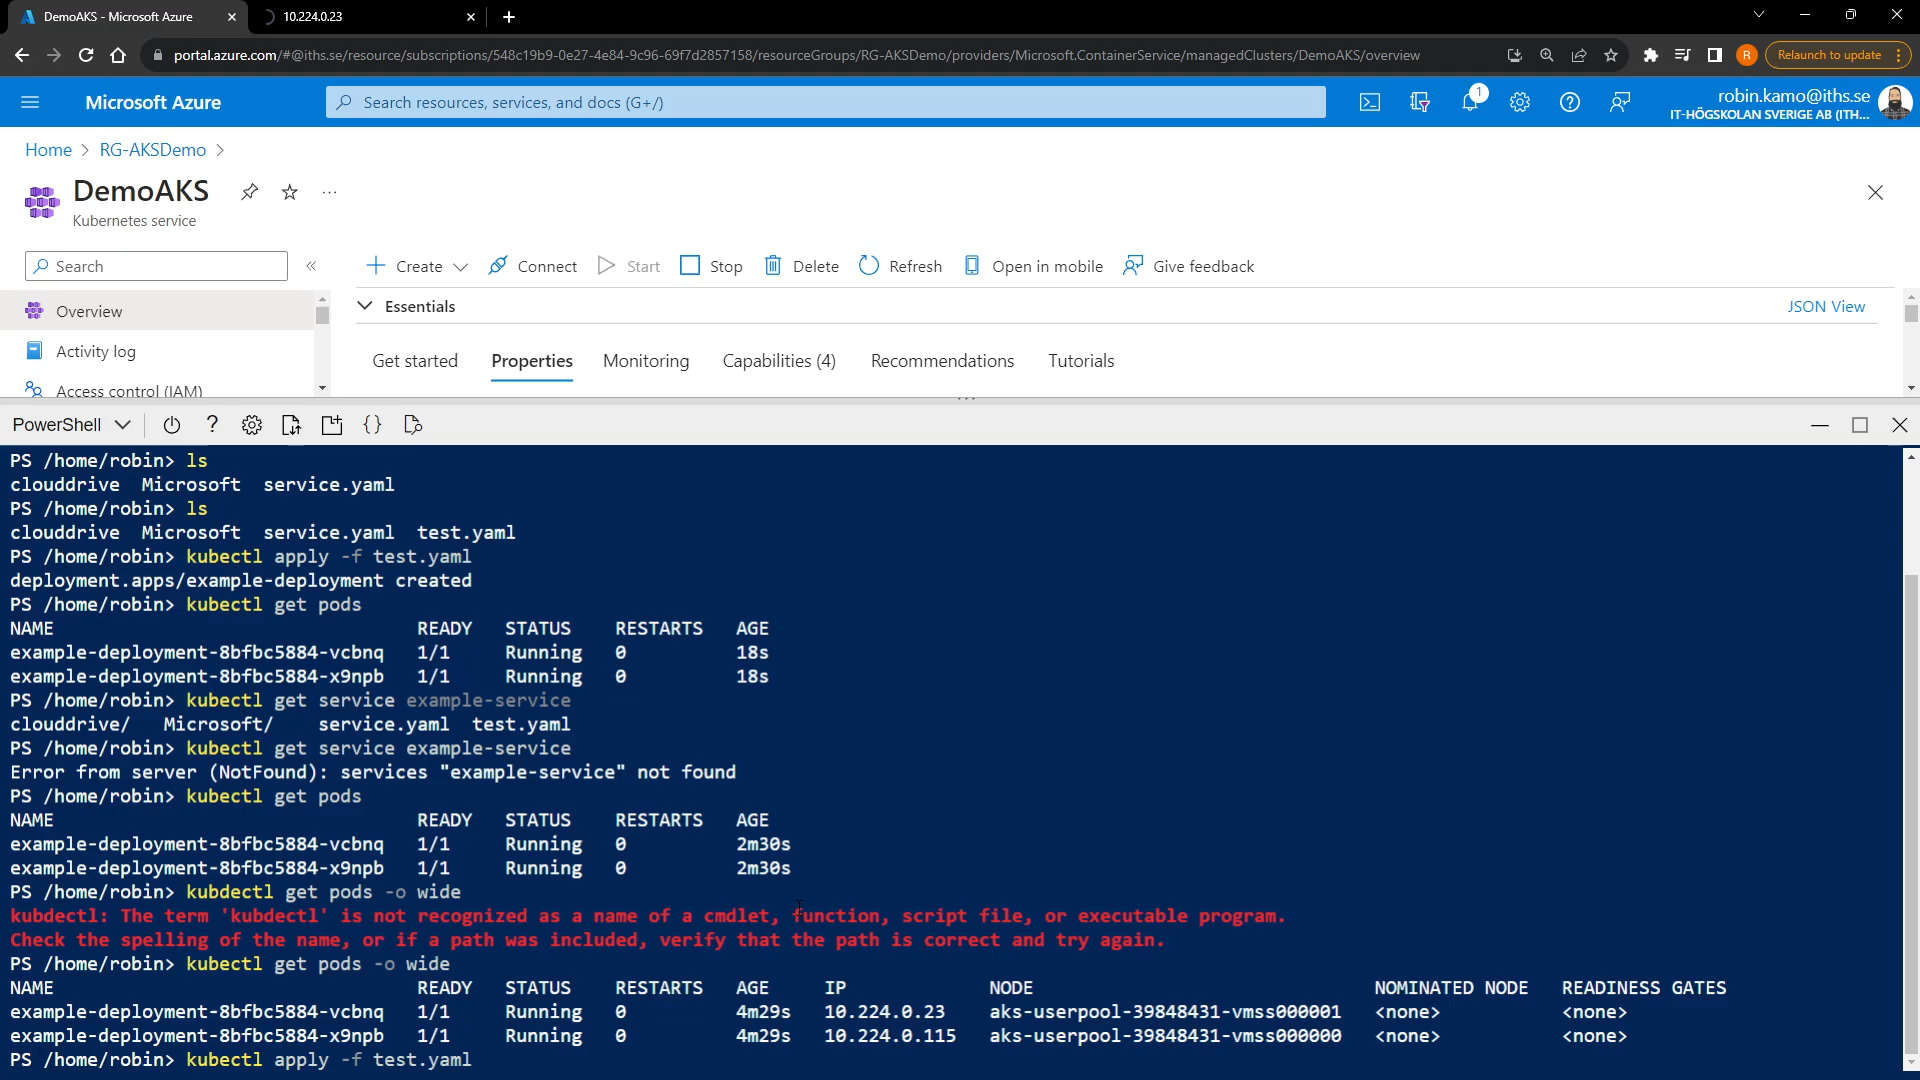 DemoAKS - Microsoft Azure
10.224.0.23
portal.azure.com/#@iths.se/resource/subscriptions/548c19b9-0e27-4e84-9c96-69f7d2857158/resourceGroups/RG-AKSDemo/providers/Microsoft.ContainerService/managedClusters/DemoAKS/overview
R
Relaunch to update
Microsoft Azure
Search resources, services, and docs (G+/)
1
robin.kamo@iths.se
IT-HÖGSKOLAN SVERIGE AB (ITH...
Home > RG-AKSDemo >
DemoAKS
Kubernetes service
Search
Create
Connect
Start
Stop
Delete
Refresh
Open in mobile
Give feedback
Overview
Activity log
Access control (IAM)
Essentials
JSON View
Get started
Properties
Monitoring
Capabilities (4)
Recommendations
Tutorials
PowerShell
PS /home/robin> ls
clouddrive  Microsoft  service.yaml
PS /home/robin> ls
clouddrive  Microsoft  service.yaml  test.yaml
PS /home/robin> kubectl apply -f test.yaml
deployment.apps/example-deployment created
PS /home/robin> kubectl get pods
NAME                                 READY   STATUS    RESTARTS   AGE
example-deployment-8bfbc5884-vcbnq   1/1     Running   0          18s
example-deployment-8bfbc5884-x9npb   1/1     Running   0          18s
PS /home/robin> kubectl get service example-service
clouddrive/   Microsoft/    service.yaml  test.yaml
PS /home/robin> kubectl get service example-service
Error from server (NotFound): services "example-service" not found
PS /home/robin> kubectl get pods
NAME                                 READY   STATUS    RESTARTS   AGE
example-deployment-8bfbc5884-vcbnq   1/1     Running   0          2m30s
example-deployment-8bfbc5884-x9npb   1/1     Running   0          2m30s
PS /home/robin> kubdectl get pods -o wide
kubdectl: The term 'kubdectl' is not recognized as a name of a cmdlet, function, script file, or executable program.
Check the spelling of the name, or if a path was included, verify that the path is correct and try again.
PS /home/robin> kubectl get pods -o wide
NAME                                 READY   STATUS    RESTARTS   AGE     IP             NODE                                NOMINATED NODE   READINESS GATES
example-deployment-8bfbc5884-vcbnq   1/1     Running   0          4m29s   10.224.0.23    aks-userpool-39848431-vmss000001   <none>           <none>
example-deployment-8bfbc5884-x9npb   1/1     Running   0          4m29s   10.224.0.115   aks-userpool-39848431-vmss000000   <none>           <none>
PS /home/robin> kubectl apply -f test.yaml